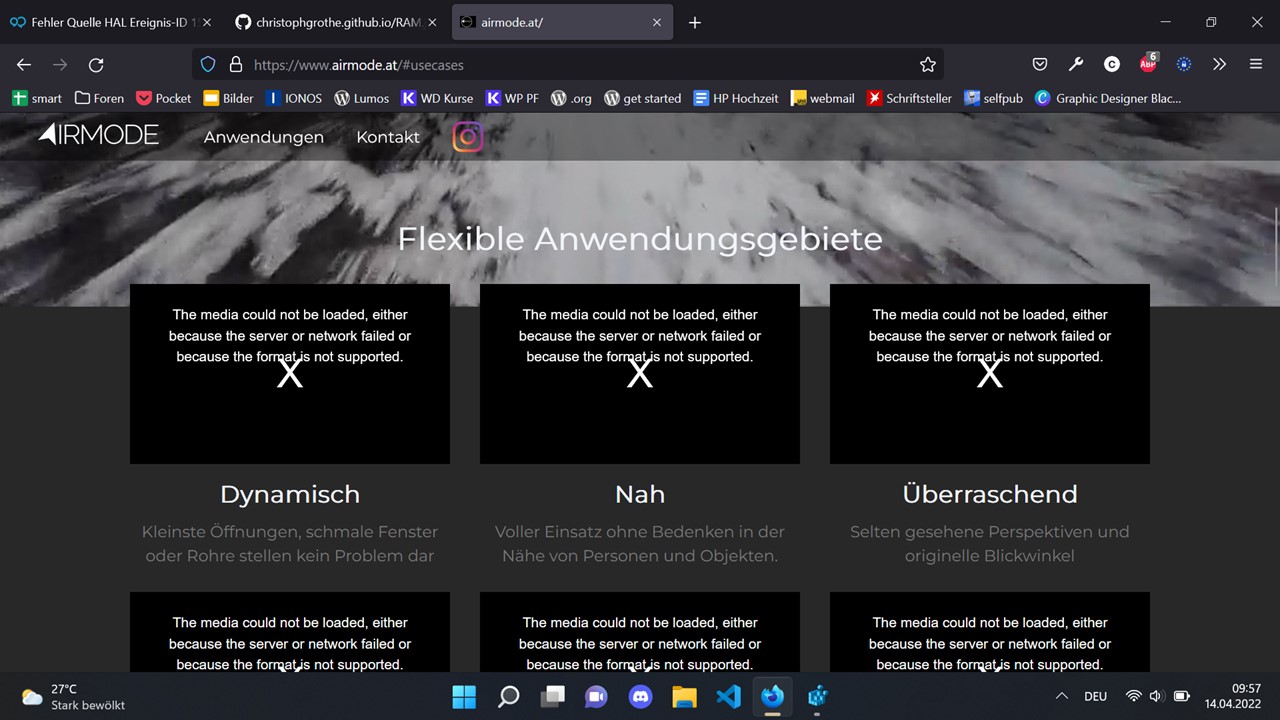 Fehler Quelle HAL Ereignis-ID 1
christophgrothe.github.io/RAM
airmode.at/
https://www.airmode.at/#usecases
6
ABP
smart
Foren
Pocket
Bilder
IONOS
Lumos
WD Kurse
WP PF
.org
get started
HP Hochzeit
webmail
Schriftsteller
selfpub
Graphic Designer Blac...
AIRMODE
Anwendungen
Kontakt
Flexible Anwendungsgebiete
The media could not be loaded, either
because the server or network failed or
because the format is not supported.
X
The media could not be loaded, either
because the server or network failed or
because the format is not supported.
X
The media could not be loaded, either
because the server or network failed or
because the format is not supported.
X
Dynamisch
Kleinste Öffnungen, schmale Fenster
oder Rohre stellen kein Problem dar
Nah
Voller Einsatz ohne Bedenken in der
Nähe von Personen und Objekten.
Überraschend
Selten gesehene Perspektiven und
originelle Blickwinkel
The media could not be loaded, either
because the server or network failed or
because the format is not supported.
The media could not be loaded, either
because the server or network failed or
because the format is not supported.
The media could not be loaded, either
because the server or network failed or
because the format is not supported.
27°C
Stark bewölkt
DEU
09:57
14.04.2022